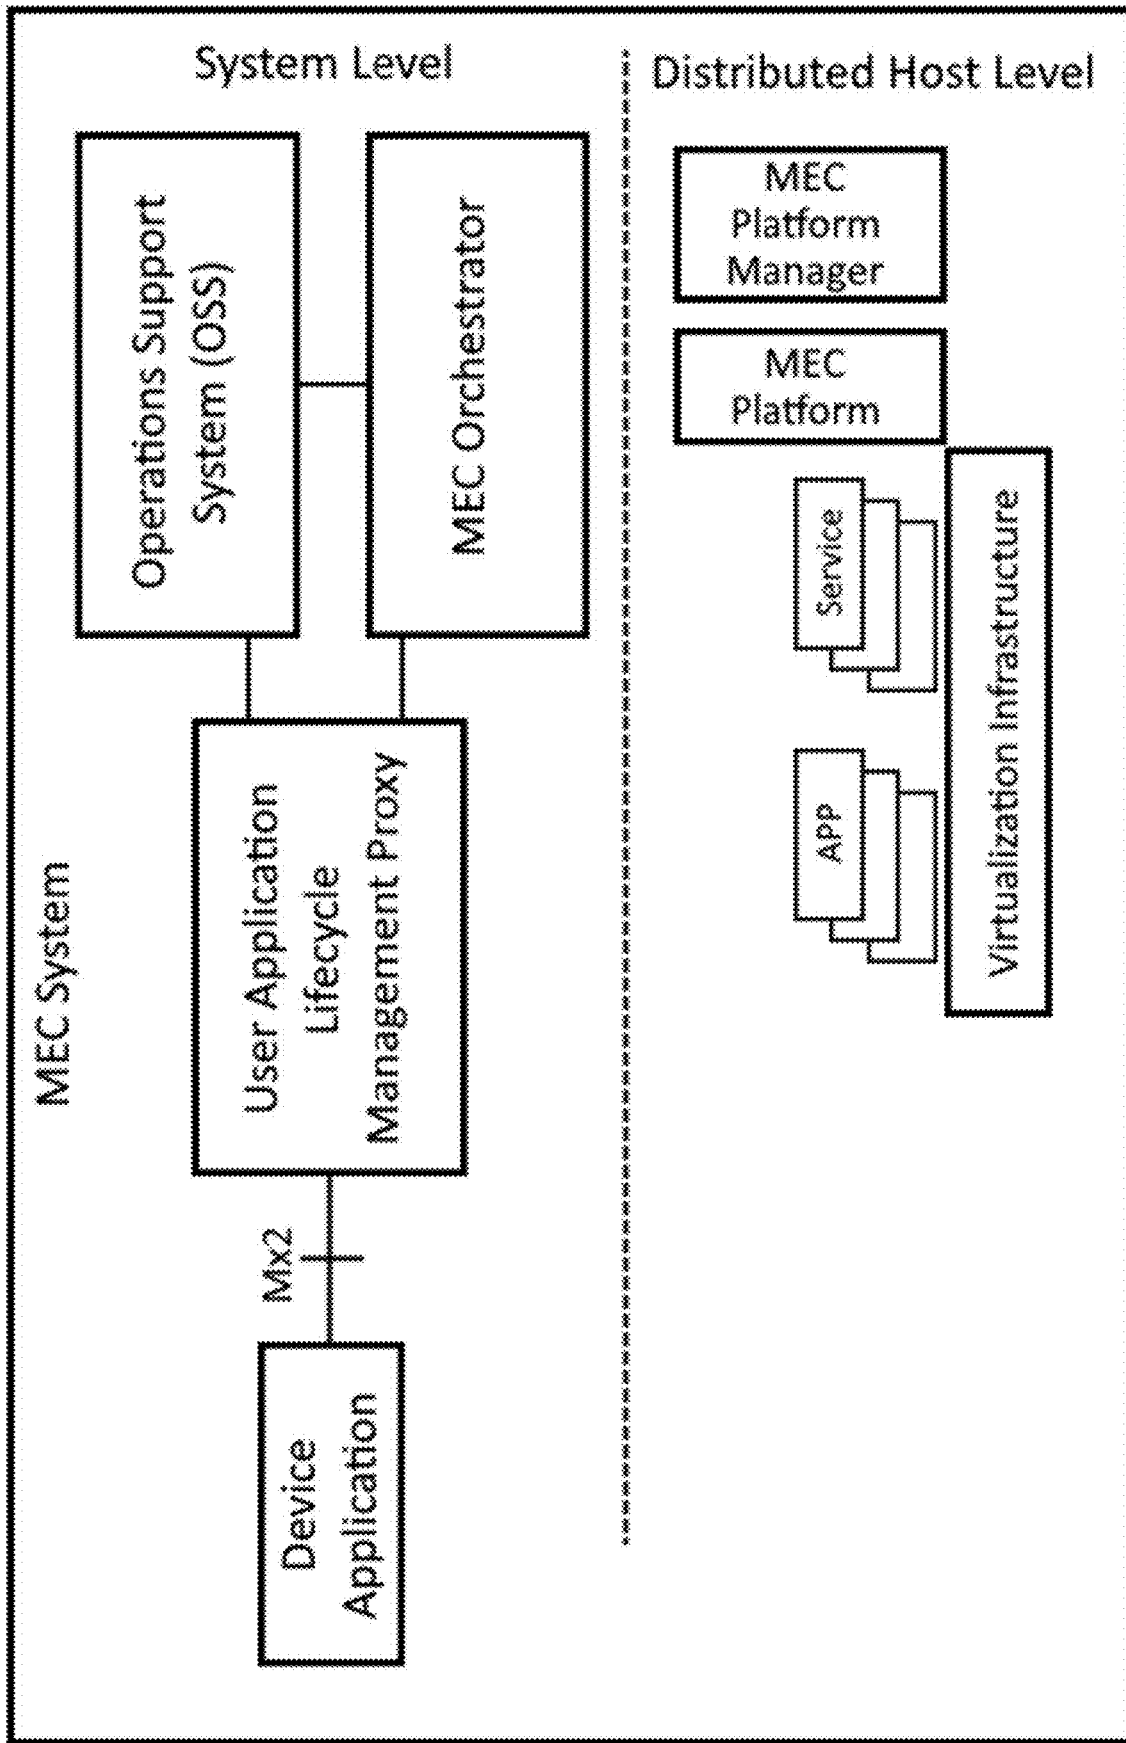 MEC System
System Level
Operations Support
System (OSS)
MEC Orchestrator
User Application
Lifecycle
Management Proxy
Mx2
Device
Application
Distributed Host Level
MEC
Platform
Manager
MEC
Platform
Service
APP
Virtualization Infrastructure